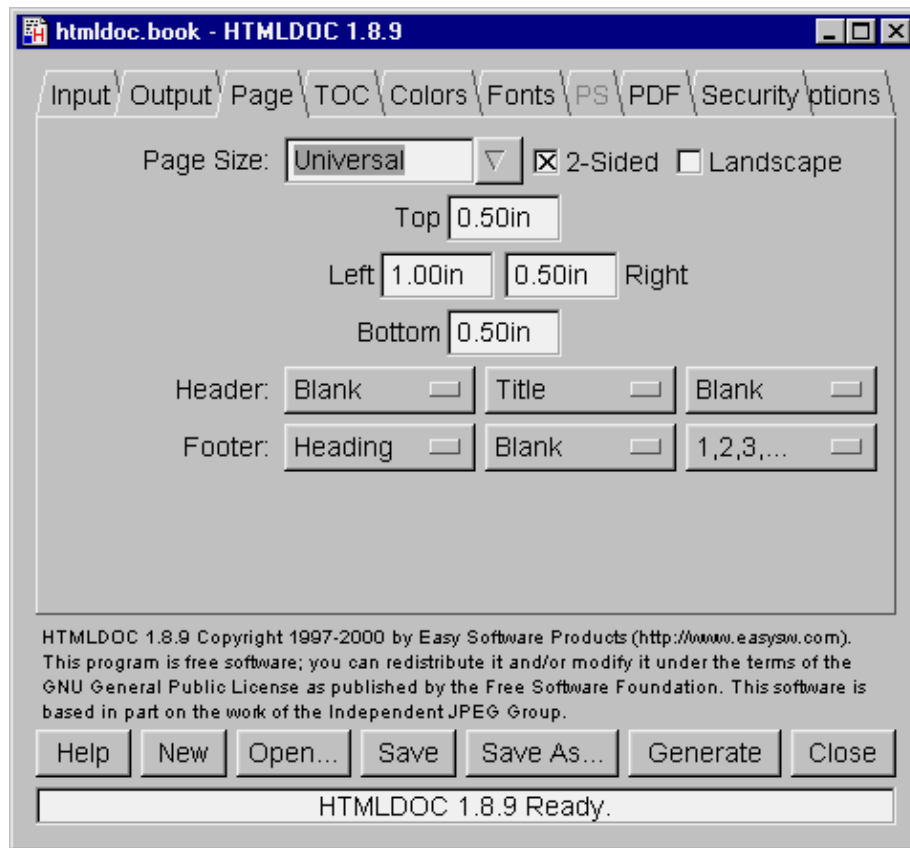 htmldoc.book - HTMLDOC 1.8.9
Input Output Page TOC Colors Fonts PS PDF Security ptions
Page Size: Universal 2-Sided Landscape
Top 0.50in
Left 1.00in 0.50in Right
Bottom 0.50in
Header: Blank Title Blank
Footer: Heading Blank 1,2,3,...
HTMLDOC 1.8.9 Copyright 1997-2000 by Easy Software Products (http://www.easysw.com).
This program is free software; you can redistribute it and/or modify it under the terms of the
GNU General Public License as published by the Free Software Foundation. This software is
based in part on the work of the Independent JPEG Group.
Help New Open... Save Save As... Generate Close
HTMLDOC 1.8.9 Ready.